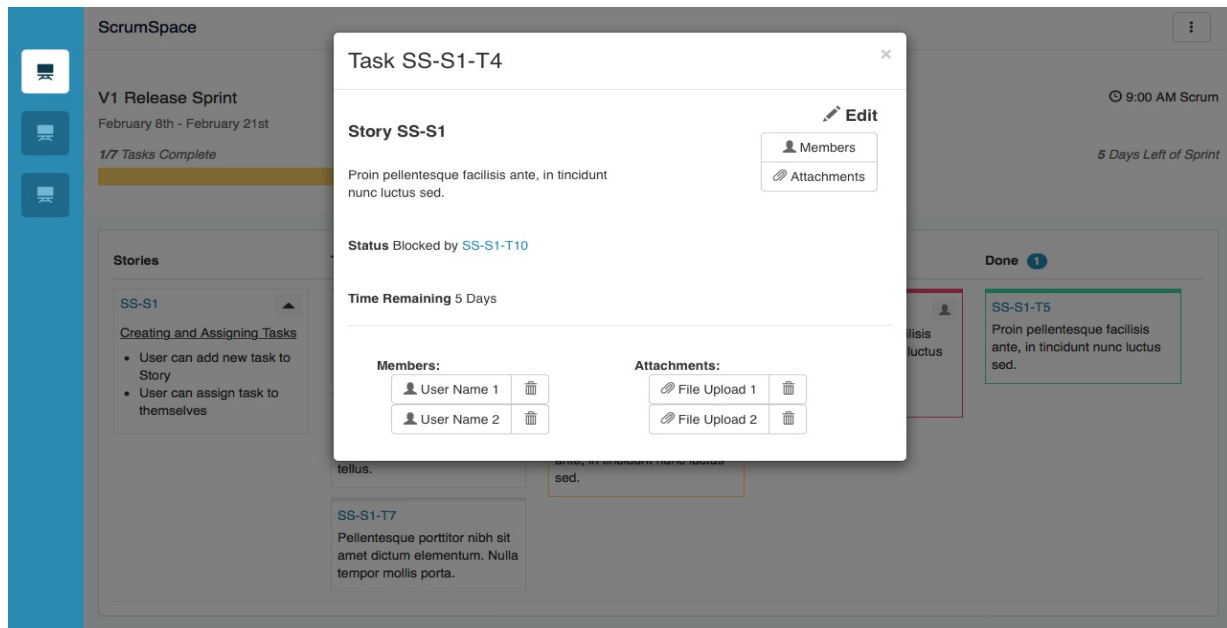 ScrumSpace
Task SS-S1-T4
×
V1 Release Sprint
February 8th - February 21st
1/7 Tasks Complete
9:00 AM Scrum
5 Days Left of Sprint
Edit
Story SS-S1
Members
Attachments
Proin pellentesque facilisis ante, in tincidunt
nunc luctus sed.
Status Blocked by SS-S1-T10
Time Remaining 5 Days
Members:
User Name 1
User Name 2
Attachments:
File Upload 1
File Upload 2
Stories
SS-S1
Creating and Assigning Tasks
• User can add new task to
Story
• User can assign task to
themselves
tellus.
SS-S1-T7
Pellentesque porttitor nibh sit
amet dictum elementum. Nulla
tempor mollis porta.
ante, in tincidunt nunc luctus
sed.
luctus
Done 1
SS-S1-T5
Proin pellentesque facilisis
ante, in tincidunt nunc luctus
sed.